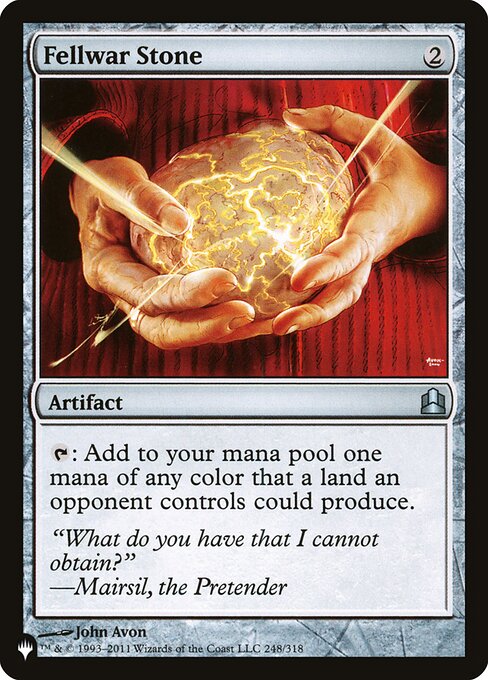 Fellwar Stone 2
Artifact
: Add to your mana pool one
mana of any color that a land an
opponent controls could produce.
“What do you have that I cannot
obtain?”
—Mairsil, the Pretender
John Avon
™ & © 1993–2011 Wizards of the Coast LLC 248/318